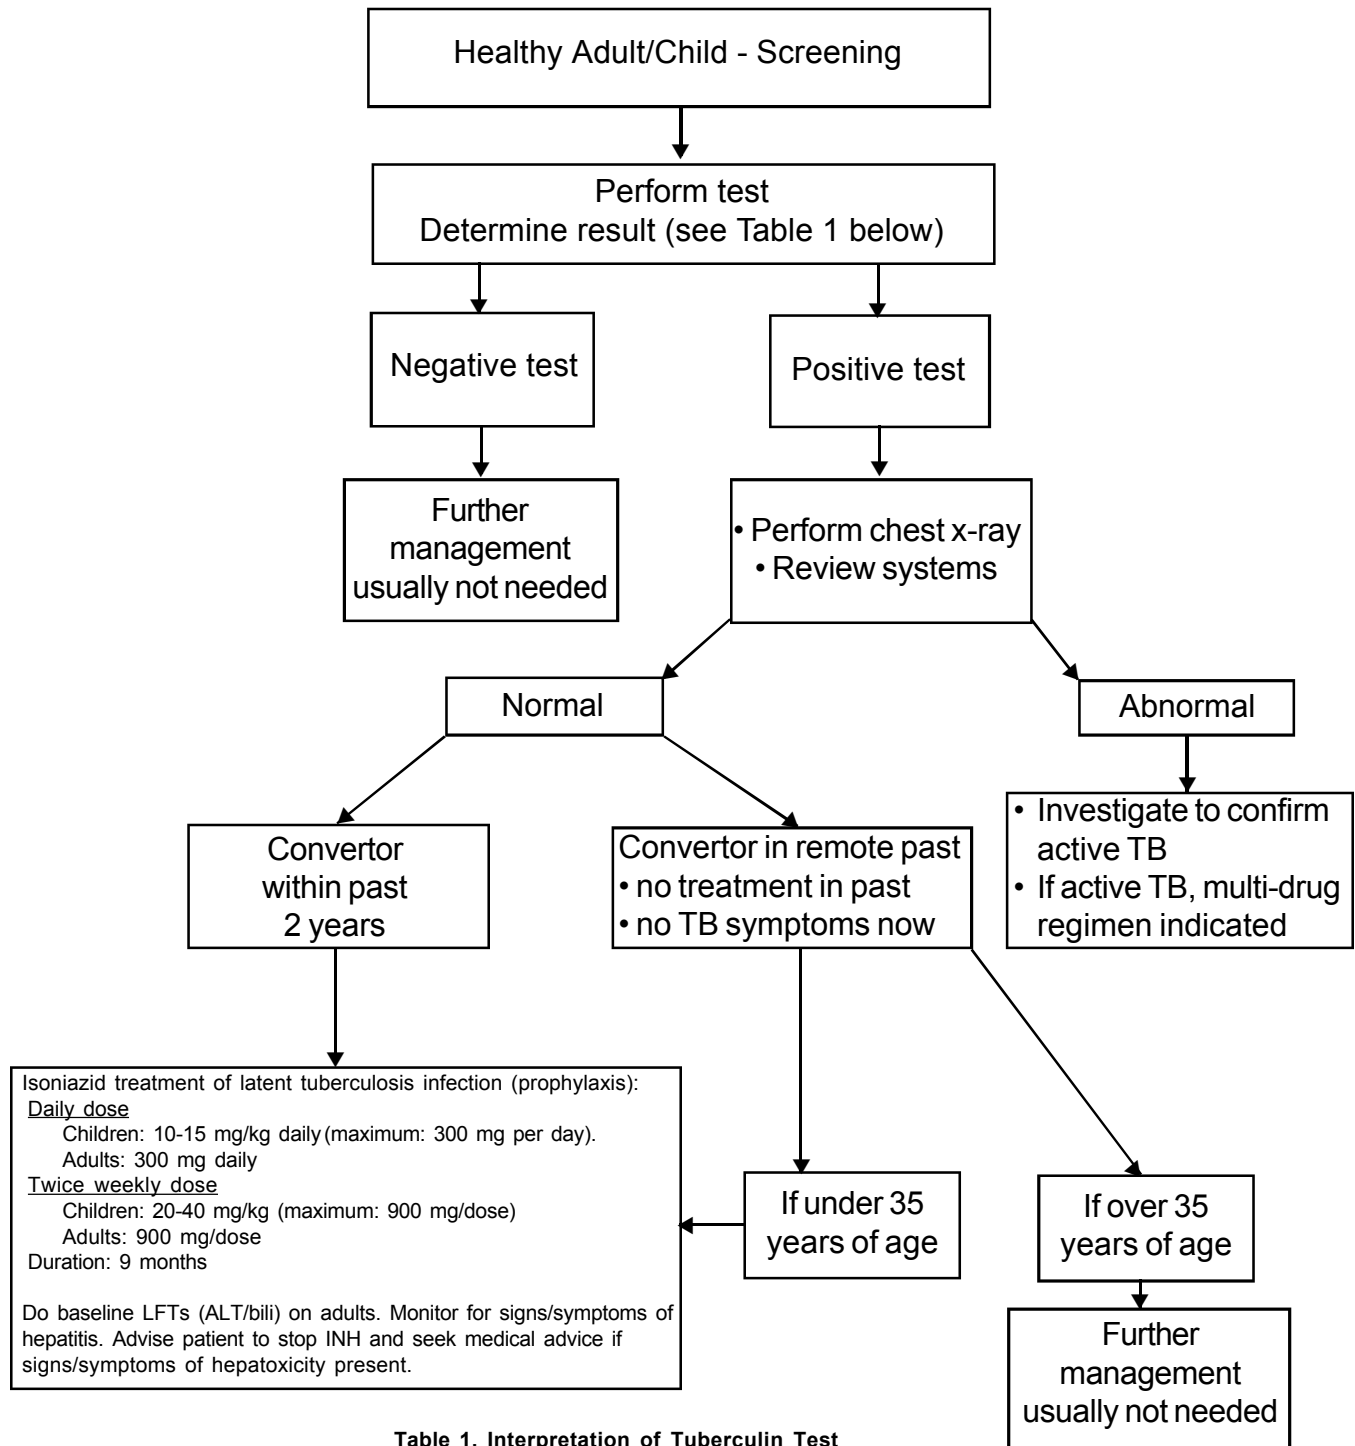 Healthy Adult/Child - Screening
Perform test
Determine result (see Table 1 below)
Negative test
Positive test
Further
management
usually not needed
• Perform chest x-ray
• Review systems
Normal
Abnormal
Convertor
within past
2 years
Convertor in remote past
• no treatment in past
• no TB symptoms now
• Investigate to confirm
active TB
• If active TB, multi-drug
regimen indicated
Isoniazid treatment of latent tuberculosis infection (prophylaxis):
Daily dose
Children: 10-15 mg/kg daily (maximum: 300 mg per day).
Adults: 300 mg daily
Twice weekly dose
Children: 20-40 mg/kg (maximum: 900 mg/dose)
Adults: 900 mg/dose
Duration: 9 months
Do baseline LFTs (ALT/bili) on adults. Monitor for signs/symptoms of
hepatitis. Advise patient to stop INH and seek medical advice if
signs/symptoms of hepatoxicity present.
If under 35
years of age
If over 35
years of age
Further
management
usually not needed
Table 1. Interpretation of Tuberculin Test